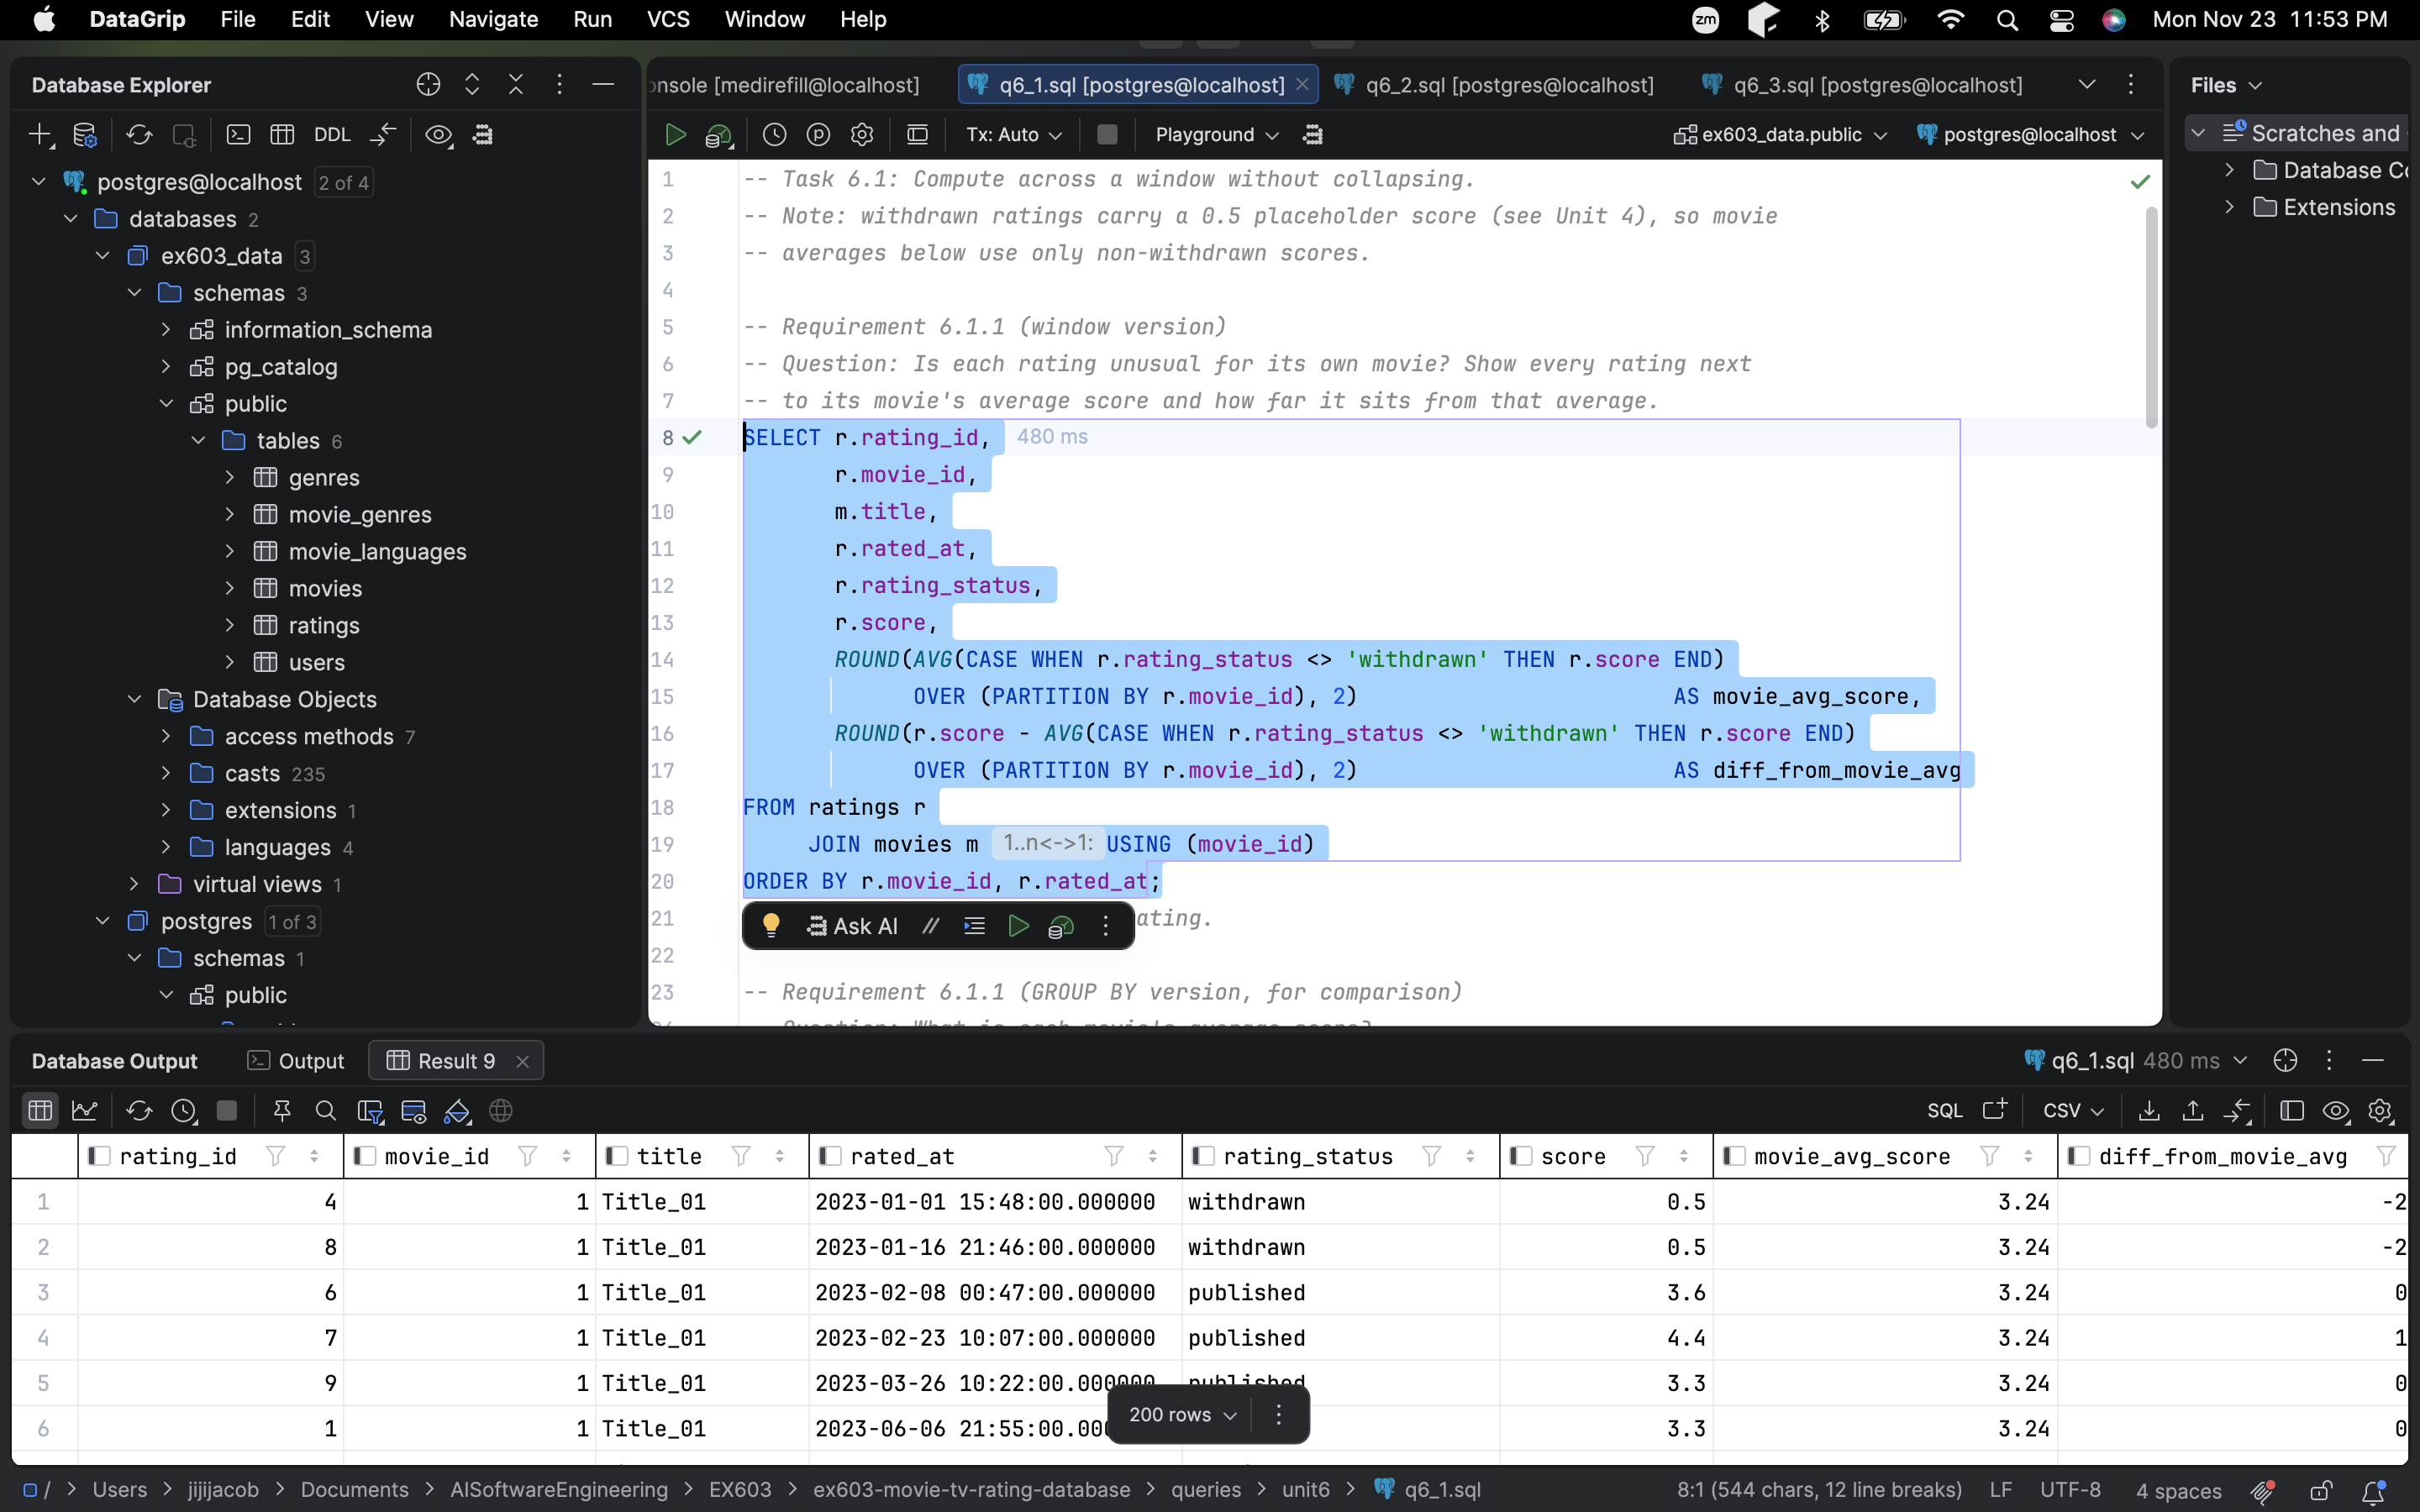 DataGrip File Edit View Navigate Run VCS Window Help
zm Mon Nov 23 11:53 PM
Database Explorer
DDL
postgres@localhost 2 of 4
databases 2
ex603_data 3
schemas 3
information_schema
pg_catalog
public
tables 6
genres
movie_genres
movie_languages
movies
ratings
users
Database Objects
access methods 7
casts 235
extensions 1
languages 4
virtual views 1
postgres 1 of 3
schemas 1
public
onsole [medirefill@localhost] q6_1.sql [postgres@localhost] q6_2.sql [postgres@localhost] q6_3.sql [postgres@localhost]
Tx: Auto Playground ex603_data.public postgres@localhost
1 -- Task 6.1: Compute across a window without collapsing.
2 -- Note: withdrawn ratings carry a 0.5 placeholder score (see Unit 4), so movie
3 -- averages below use only non-withdrawn scores.
4
5 -- Requirement 6.1.1 (window version)
6 -- Question: Is each rating unusual for its own movie? Show every rating next
7 -- to its movie's average score and how far it sits from that average.
8 SELECT r.rating_id, 480 ms
9 r.movie_id,
10 m.title,
11 r.rated_at,
12 r.rating_status,
13 r.score,
14 ROUND(AVG(CASE WHEN r.rating_status <> 'withdrawn' THEN r.score END)
15 OVER (PARTITION BY r.movie_id), 2) AS movie_avg_score,
16 ROUND(r.score - AVG(CASE WHEN r.rating_status <> 'withdrawn' THEN r.score END)
17 OVER (PARTITION BY r.movie_id), 2) AS diff_from_movie_avg
18 FROM ratings r
19 JOIN movies m 1..n<->1: USING (movie_id)
20 ORDER BY r.movie_id, r.rated_at;
21 ating.
Ask AI
22
23 -- Requirement 6.1.1 (GROUP BY version, for comparison)
-- Question: What is each movie's average score?
Files
Scratches and
Database Co
Extensions
Database Output Output Result 9 q6_1.sql 480 ms
SQL CSV
rating_id movie_id title rated_at rating_status score movie_avg_score diff_from_movie_avg
1 4 1 Title_01 2023-01-01 15:48:00.000000 withdrawn 0.5 3.24 -2
2 8 1 Title_01 2023-01-16 21:46:00.000000 withdrawn 0.5 3.24 -2
3 6 1 Title_01 2023-02-08 00:47:00.000000 published 3.6 3.24 0
4 7 1 Title_01 2023-02-23 10:07:00.000000 published 4.4 3.24 1
5 9 1 Title_01 2023-03-26 10:22:00.000000 published 3.3 3.24 0
6 1 1 Title_01 2023-06-06 21:55:00.000 3.3 3.24 0
200 rows
/ Users jijijacob Documents AISoftwareEngineering EX603 ex603-movie-tv-rating-database queries unit6 q6_1.sql 8:1 (544 chars, 12 line breaks) LF UTF-8 4 spaces